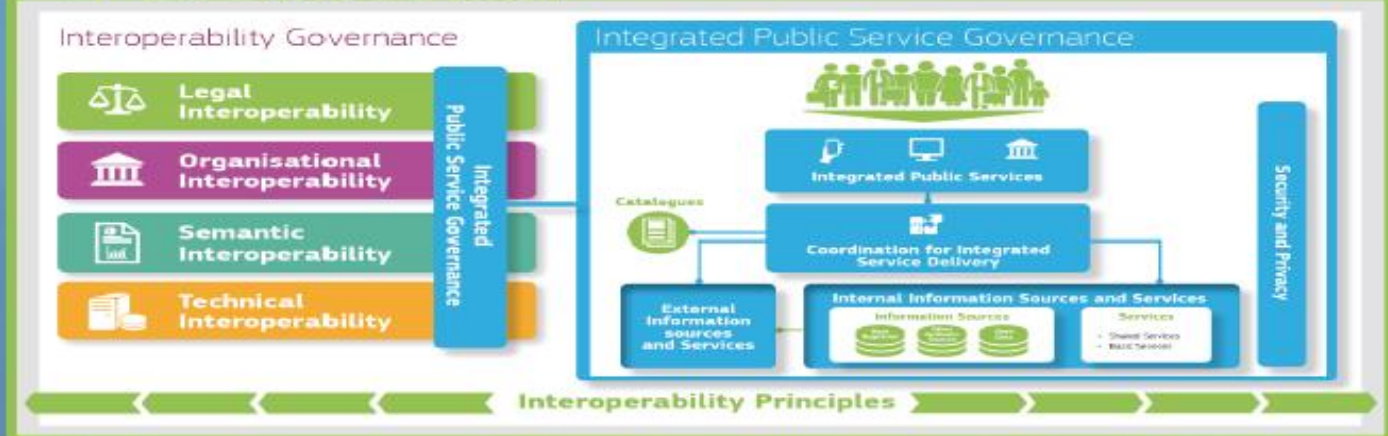 Interoperability Governance
Legal
Interoperability
Organisational
Interoperability
Semantic
Interoperability
Technical
Interoperability
Integrated
Public Service Governance
Integrated Public Service Governance
Integrated Public Services
Catalogues
Coordination for Integrated
Service Delivery
External
Information
sources
and Services
Internal Information Sources and Services
Information Sources
Services
Shared Services
Basic Services
Security and Privacy
Interoperability Principles